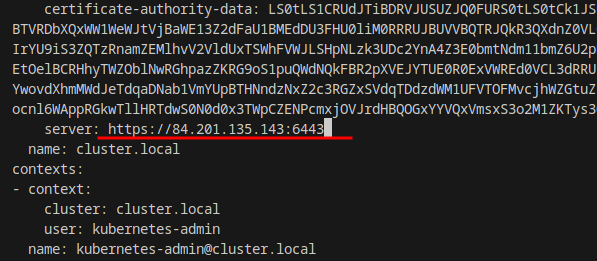 certificate-authority-data: LS0tLS1CRUdJTiBDRVJUSUZJQ0FURS0tLS0tCk1JS
BTVRDbXQxWW1WeWJtVjBaWE13Z2dFaU1BMEdDU3FHU0liM0RRRUJBUVVBQTRJQkR3QXdnZ0VL
IrYU9iS3ZQTzRnamZEMlhvV2VldUxTSWhFVWJLSHpNLzk3UDc2YnA4Z3E0bmtNdm11bmZ6U2p
EtOelBCRHhyTWZOblNwRGhpazZKRG9oS1puQWdNQkFBR2pXVEJYTUE0R0ExVWREd0VCL3dRRU
YwovdXhmMWdJeTdqaDNab1VmYUpBTHNndzNxZ2c3RGZxSVdqTDdzdWM1UFVTOFMvcjhWZGtuZ
ocnl6WAppRGkwTllHRTdwS0N0d0x3TWpCZENPcmxjOVJrdHBQOGxYYVQxVmsxS3o2M1ZKTys3
server: https://84.201.135.143:6443
name: cluster.local
contexts:
- context:
cluster: cluster.local
user: kubernetes-admin
name: kubernetes-admin@cluster.local